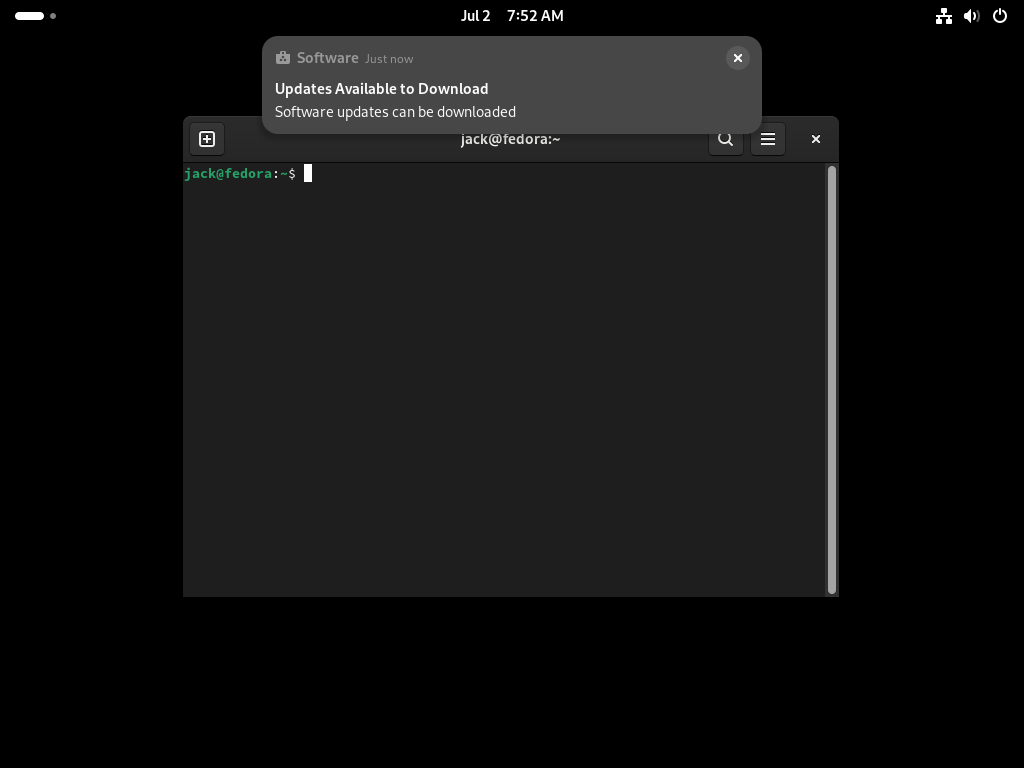 Jul 2 7:52 AM
Software Just now
Updates Available to Download
Software updates can be downloaded
jack@fedora:~
jack@fedora:~$